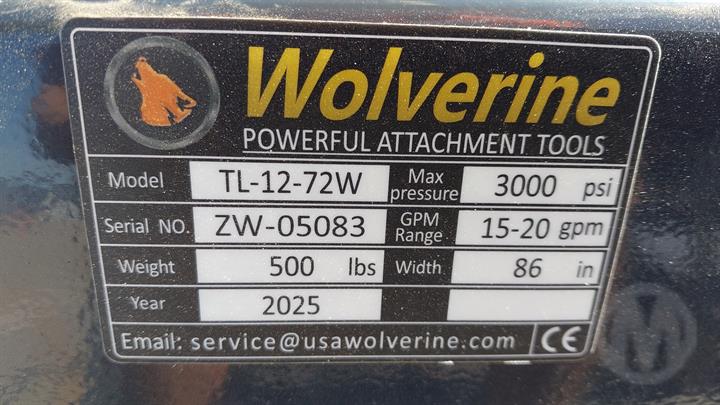 Wolverine
POWERFUL ATTACHMENT TOOLS
Model TL-12-72W Max pressure 3000 psi
Serial NO. ZW-05083 GPM Range 15-20 gpm
Weight 500 lbs Width 86 in
Year 2025
Email: service@usawolverine.com CE
M